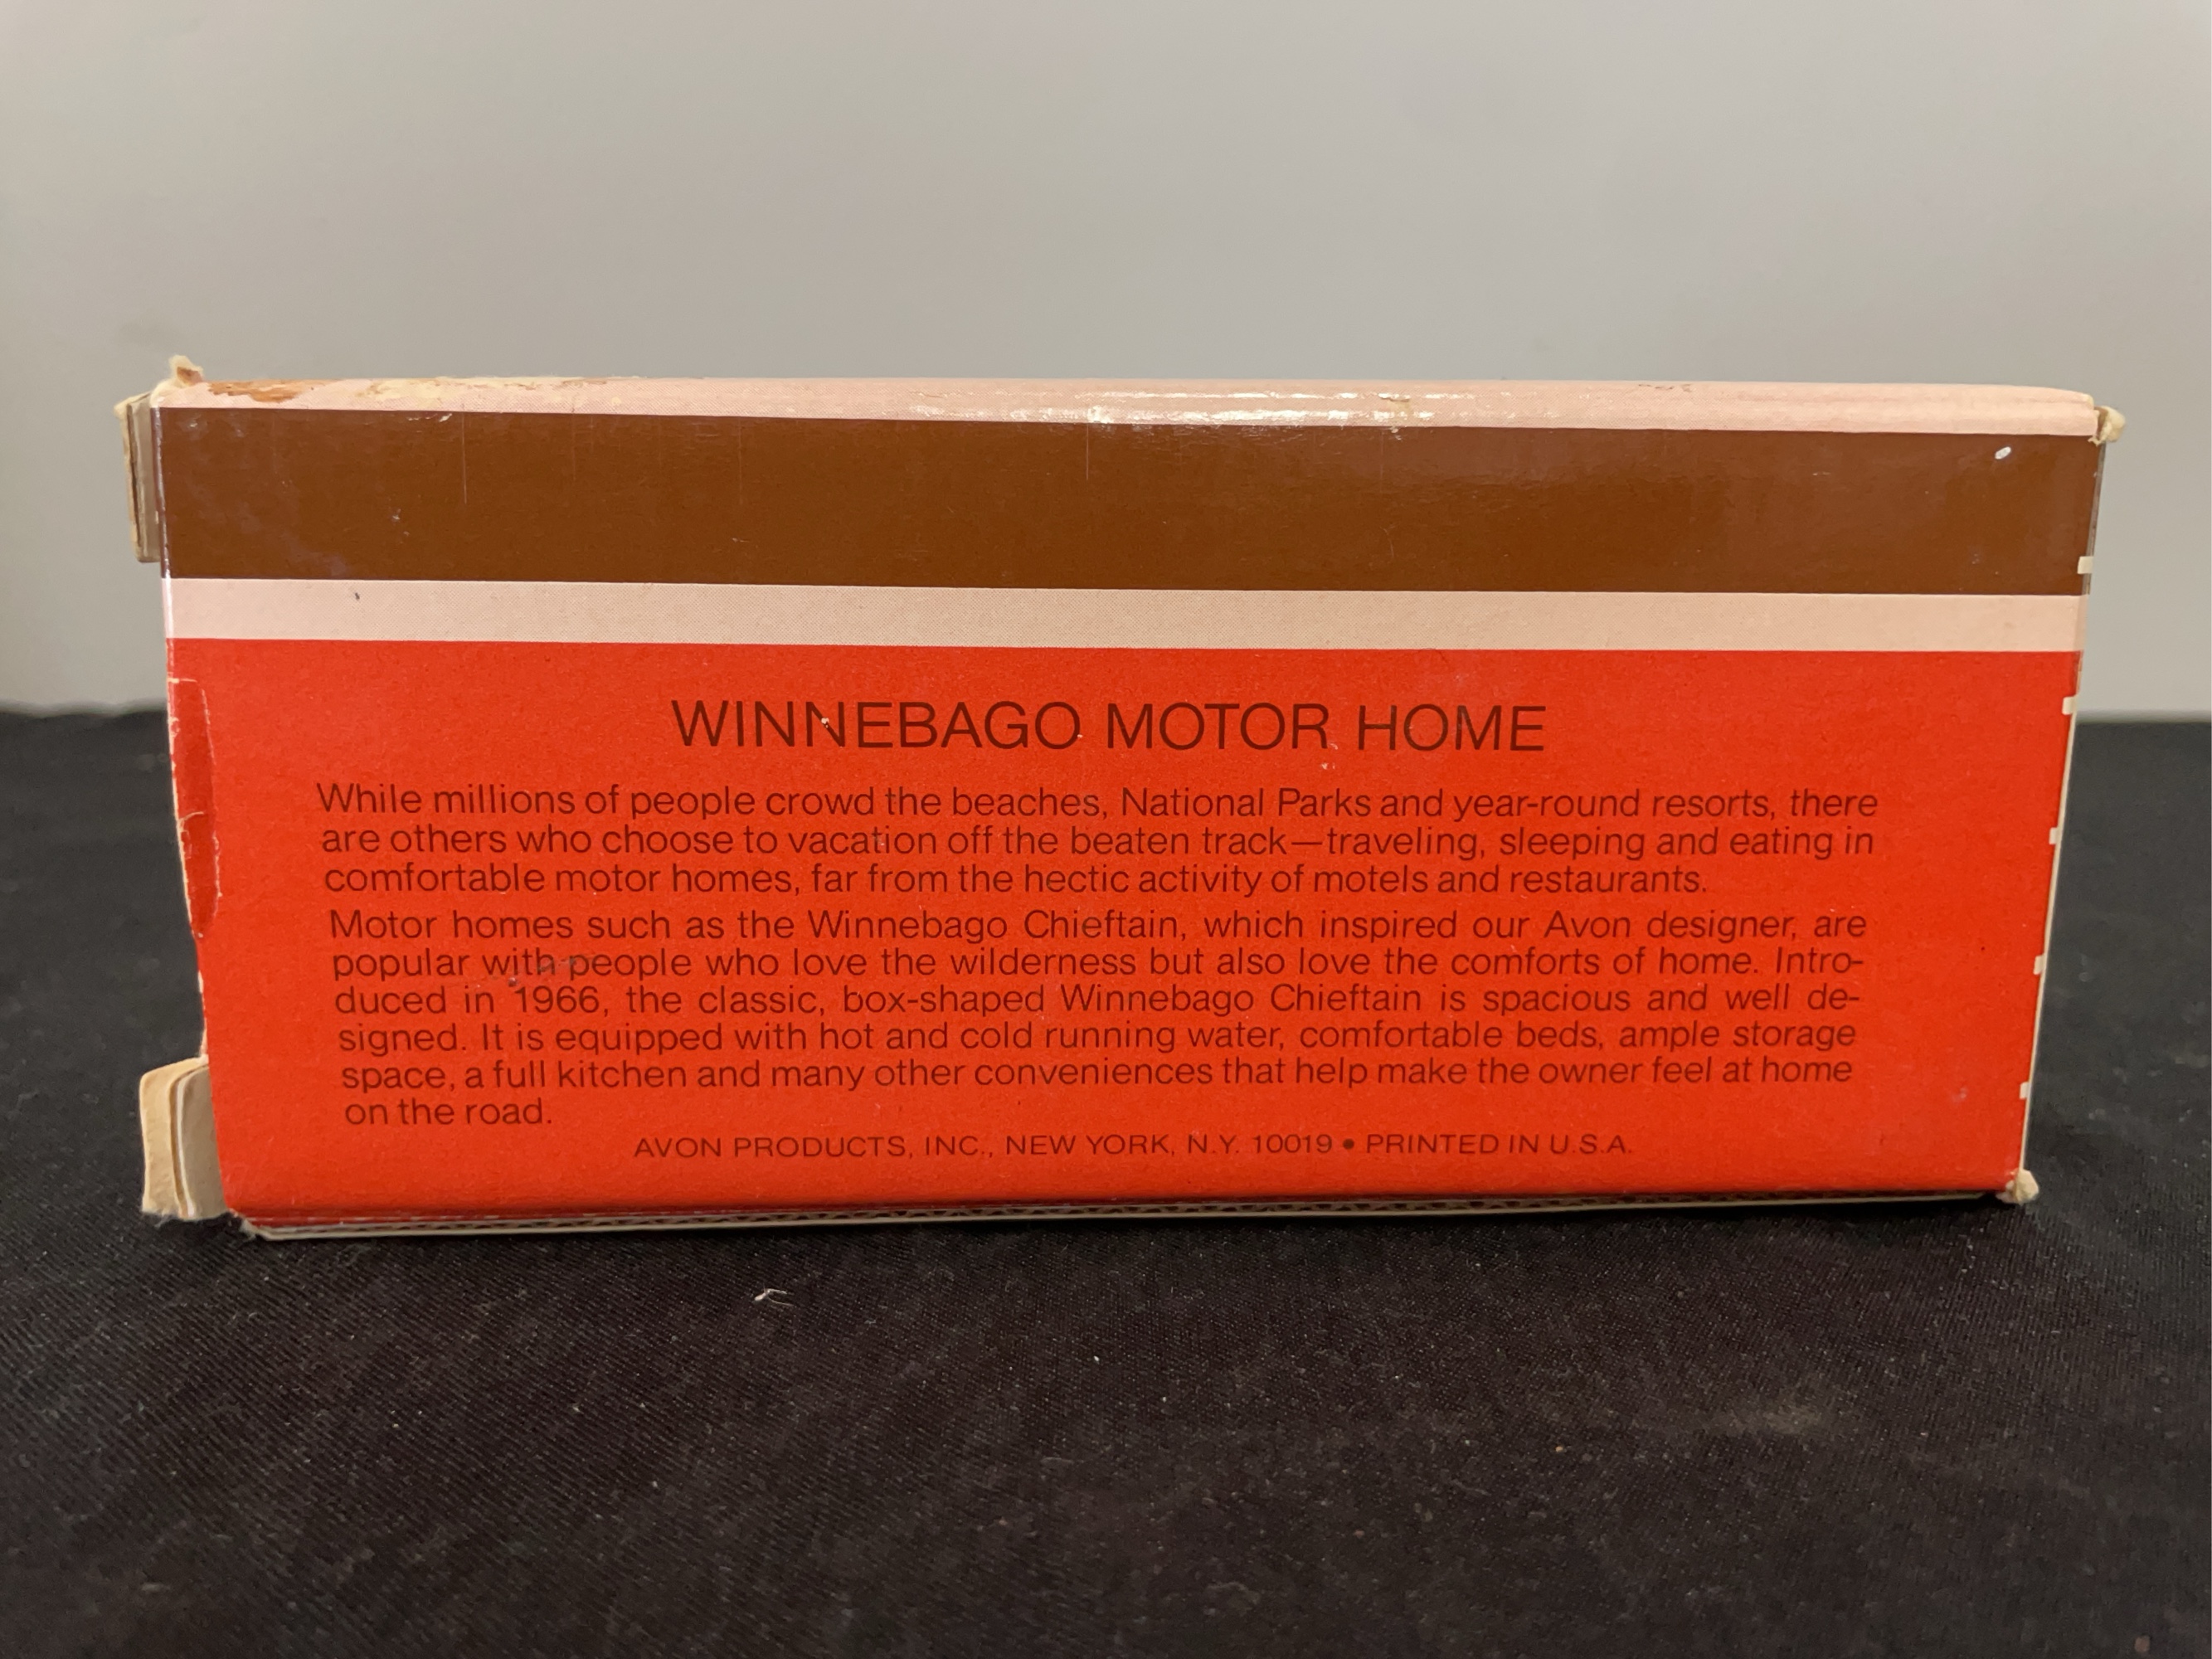 WINNEBAGO MOTOR HOME
While millions of people crowd the beaches, National Parks and year-round resorts, there
are others who choose to vacation off the beaten track—traveling, sleeping and eating in
comfortable motor homes, far from the hectic activity of motels and restaurants.
Motor homes such as the Winnebago Chieftain, which inspired our Avon designer, are
popular with people who love the wilderness but also love the comforts of home. Intro-
duced in 1966, the classic, box-shaped Winnebago Chieftain is spacious and well de-
signed. It is equipped with hot and cold running water, comfortable beds, ample storage
space, a full kitchen and many other conveniences that help make the owner feel at home
on the road.
AVON PRODUCTS, INC., NEW YORK, N.Y. 10019 • PRINTED IN U.S.A.